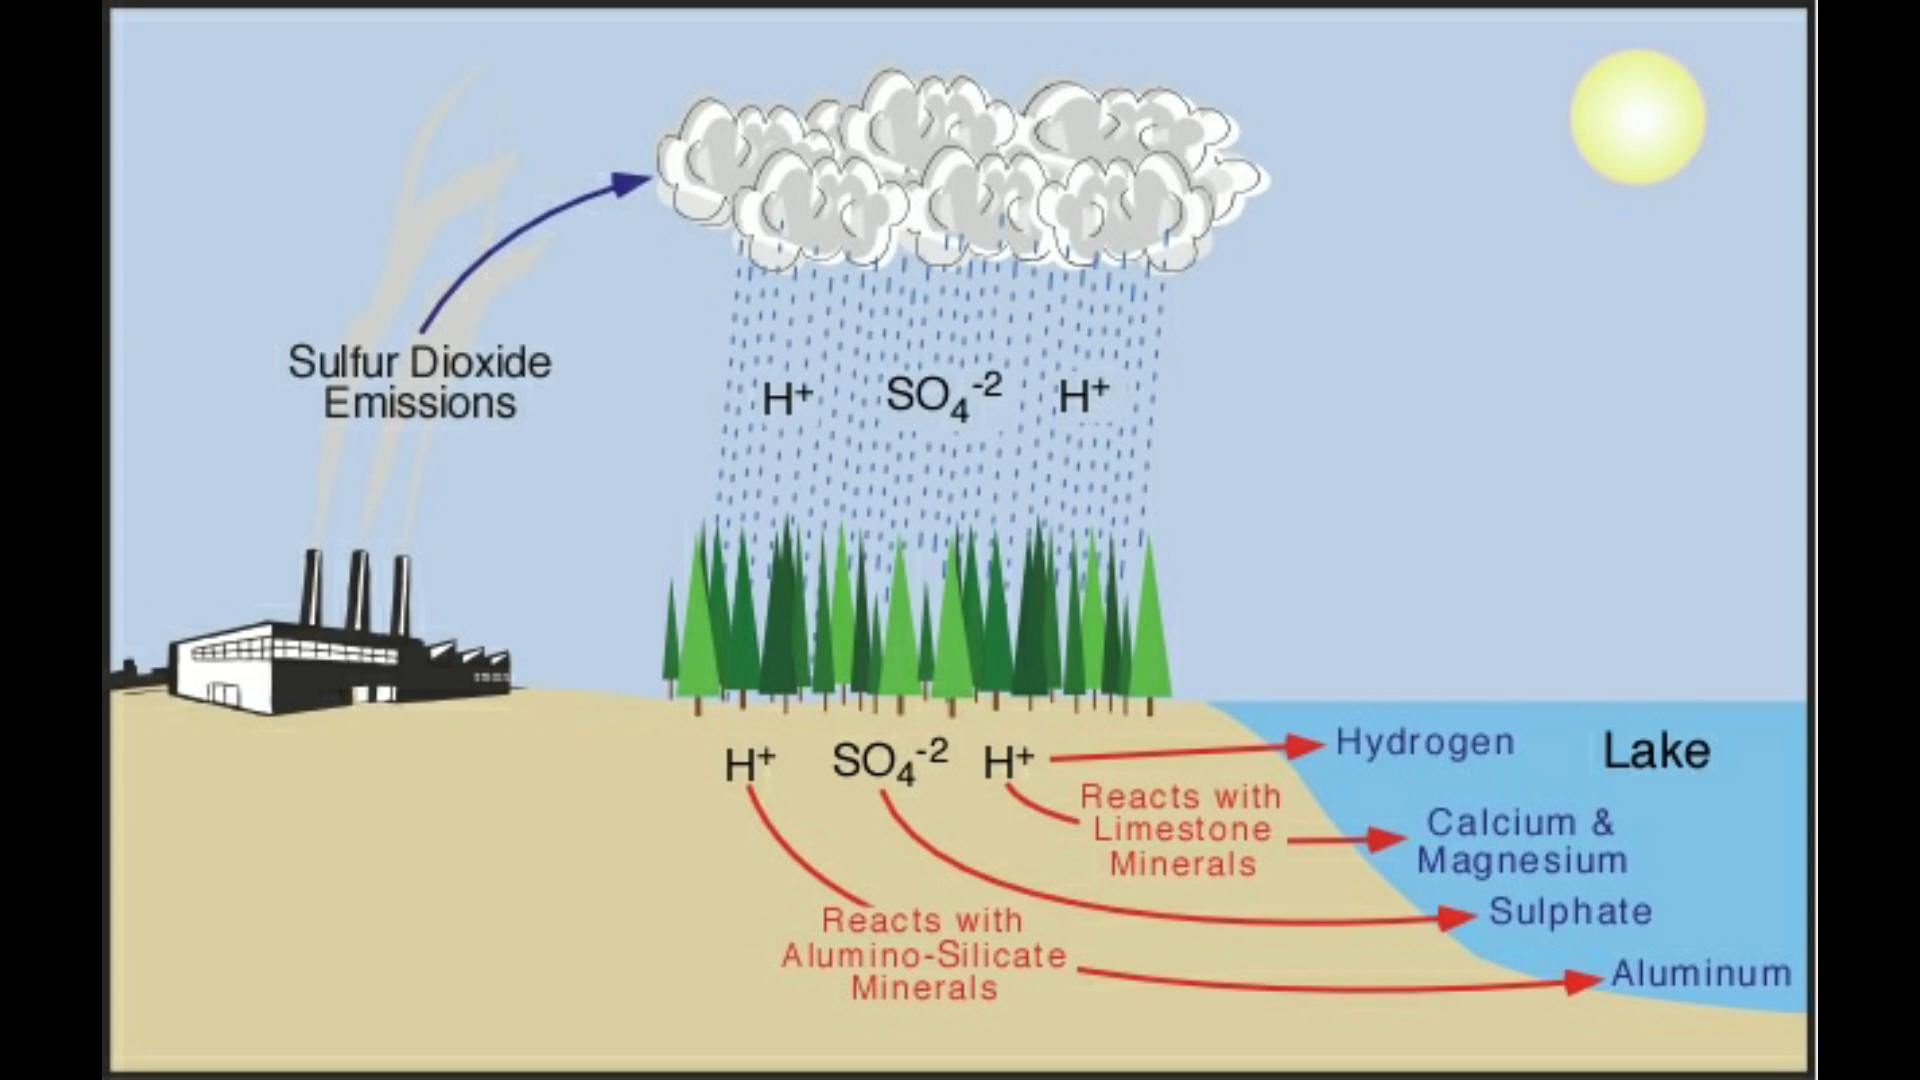 Sulfur Dioxide
Emissions
H+ SO4-2 H+
H+ SO4-2 H+
Hydrogen
Lake
Reacts with
Limestone
Minerals
Calcium &
Magnesium
Sulphate
Reacts with
Alumino-Silicate
Minerals
Aluminum